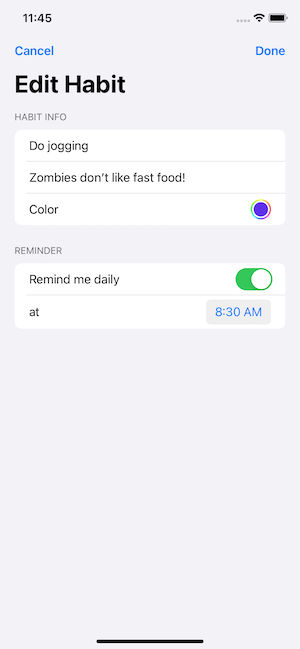 11:45
Cancel Done
Edit Habit
HABIT INFO
Do jogging
Zombies don’t like fast food!
Color
REMINDER
Remind me daily
at 8:30 AM